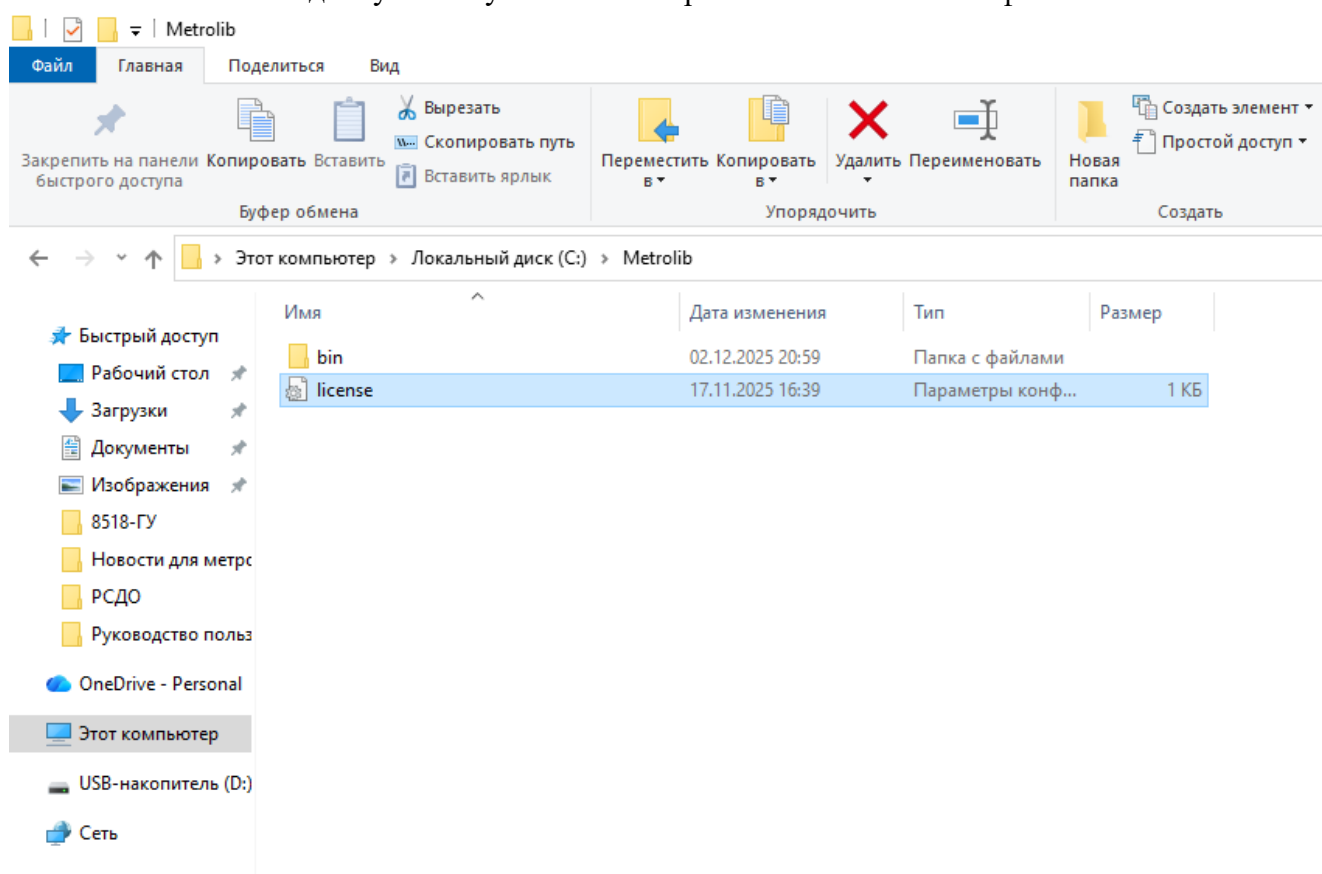 Metrolib
Файл Главная Поделиться Вид
Закрепить на панели быстрого доступа
Копировать
Вставить
Вырезать
Скопировать путь
Вставить ярлык
Переместить в
Копировать в
Удалить
Переименовать
Новая папка
Создать элемент
Простой доступ
Буфер обмена
Упорядочить
Создать
Этот компьютер > Локальный диск (C:) > Metrolib
Имя Дата изменения Тип Размер
bin 02.12.2025 20:59 Папка с файлами
license 17.11.2025 16:39 Параметры конф... 1 КБ
Быстрый доступ
Рабочий стол
Загрузки
Документы
Изображения
8518-ГУ
Новости для метро
РСДО
Руководство польз
OneDrive - Personal
Этот компьютер
USB-накопитель (D:)
Сеть